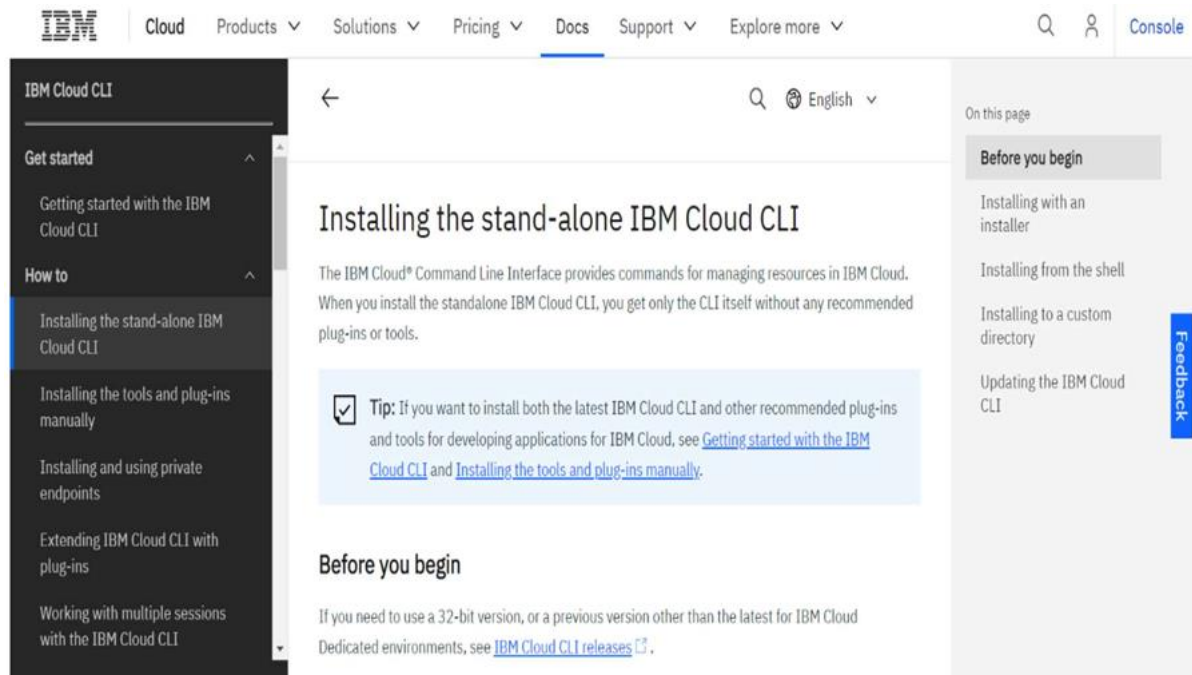 IBM Cloud Products Solutions Pricing Docs Support Explore more Console
IBM Cloud CLI
Get started
Getting started with the IBM
Cloud CLI
How to
Installing the stand-alone IBM
Cloud CLI
Installing the tools and plug-ins
manually
Installing and using private
endpoints
Extending IBM Cloud CLI with
plug-ins
Working with multiple sessions
with the IBM Cloud CLI
English
Installing the stand-alone IBM Cloud CLI
The IBM Cloud® Command Line Interface provides commands for managing resources in IBM Cloud.
When you install the standalone IBM Cloud CLI, you get only the CLI itself without any recommended
plug-ins or tools.
Tip: If you want to install both the latest IBM Cloud CLI and other recommended plug-ins
and tools for developing applications for IBM Cloud, see Getting started with the IBM
Cloud CLI and Installing the tools and plug-ins manually.
Before you begin
If you need to use a 32-bit version, or a previous version other than the latest for IBM Cloud
Dedicated environments, see IBM Cloud CLI releases .
On this page
Before you begin
Installing with an
installer
Installing from the shell
Installing to a custom
directory
Updating the IBM Cloud
CLI
Feedback